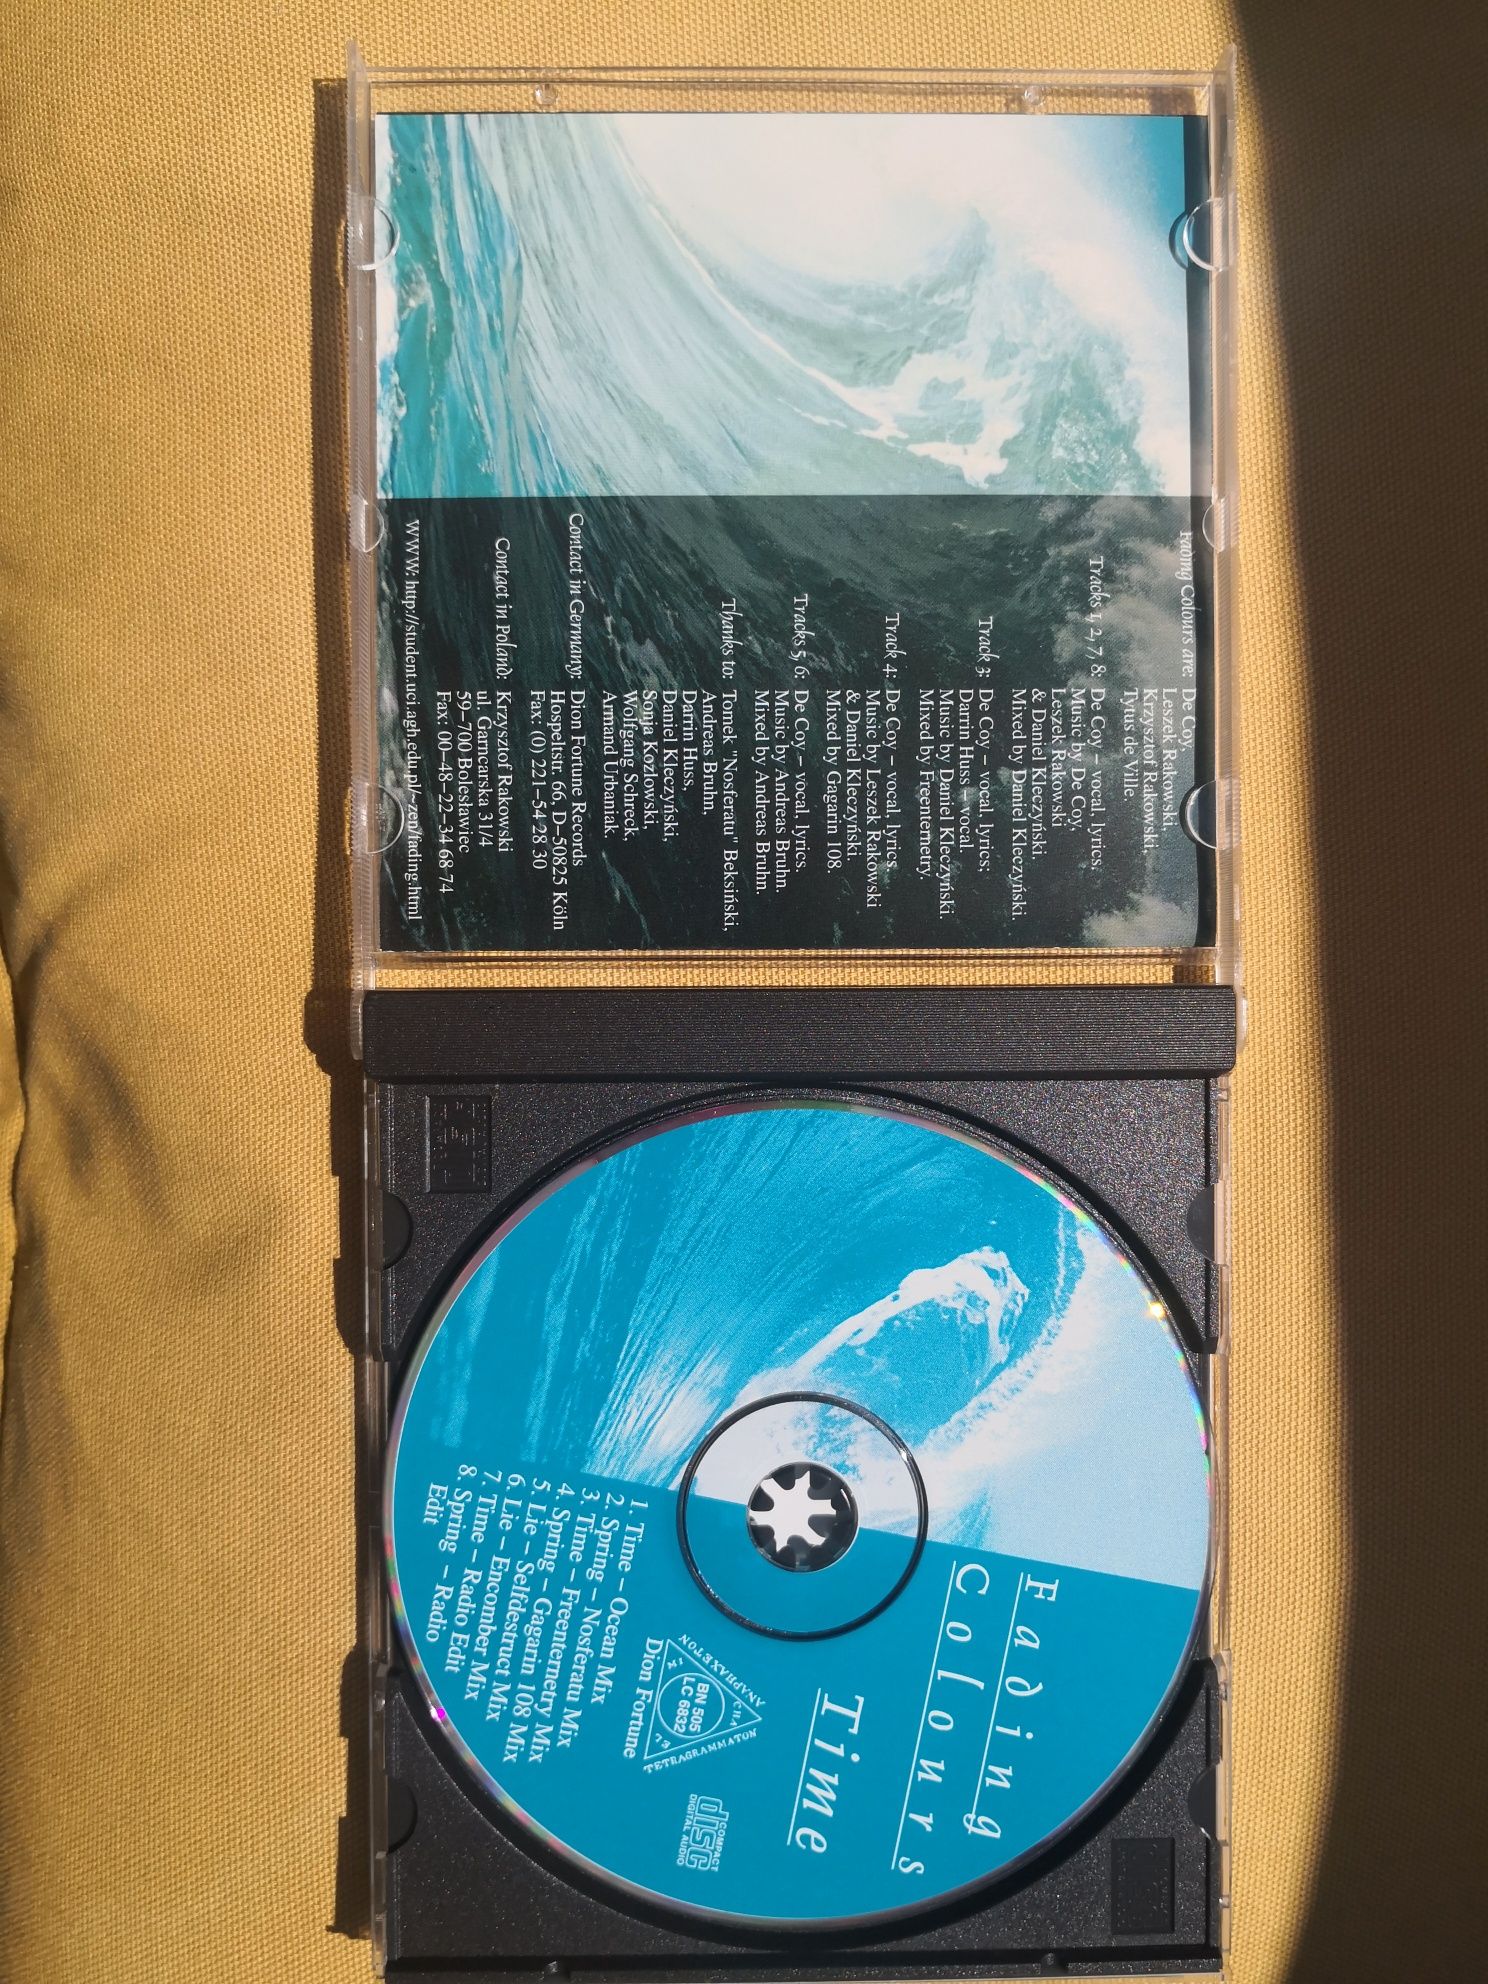 Fading Colours are: De Coy,
Leszek Rakowski,
Krzysztof Rakowski,
Tyrus de Ville.
Tracks 1, 2, 7, 8: De Coy – vocal, lyrics,
Music by De Coy,
Leszek Rakowski
& Daniel Kleczyński.
Mixed by Daniel Kleczyński.
Track 3: De Coy – vocal, lyrics;
Darrin Huss – vocal
Music by Daniel Kleczyński.
Mixed by Freenternetry.
Track 4: De Coy – vocal, lyrics.
Music by Leszek Rakowski
& Daniel Kleczyński.
Mixed by Gagarin 108.
Tracks 5, 6: De Coy – vocal, lyrics.
Music by Andreas Bruhn.
Mixed by Andreas Bruhn.
Thanks to: Tomek "Nosferatu" Beksiński,
Andreas Bruhn,
Darrin Huss,
Daniel Kleczyński,
Sonja Kozlowski,
Wolfgang Schreck,
Armand Urbaniak.
Contact in Germany: Dion Fortune Records
Hospeltstr. 66, D–50825 Köln
Fax: (0) 221–54 28 30
Contact in Poland: Krzysztof Rakowski
ul. Garncarska 31/4
59–700 Bolesławiec
Fax: 00–48–22–34 68 74
WWW: http://student.uci.agh.edu.pl/~zen/fading.html
Fading
Colours
Time
ANAPHAXETON
TETRAGRAMMATON
BN 505
LC 6832
Dion Fortune
COMPACT
disc
DIGITAL AUDIO
1. Time – Ocean Mix
2. Spring – Nosferatu Mix
3. Time – Freenternetry Mix
4. Spring – Gagarin 108 Mix
5. Lie – Selfdestruct Mix
6. Lie – Encomber Mix
7. Time – Radio Edit
8. Spring – Radio
Edit